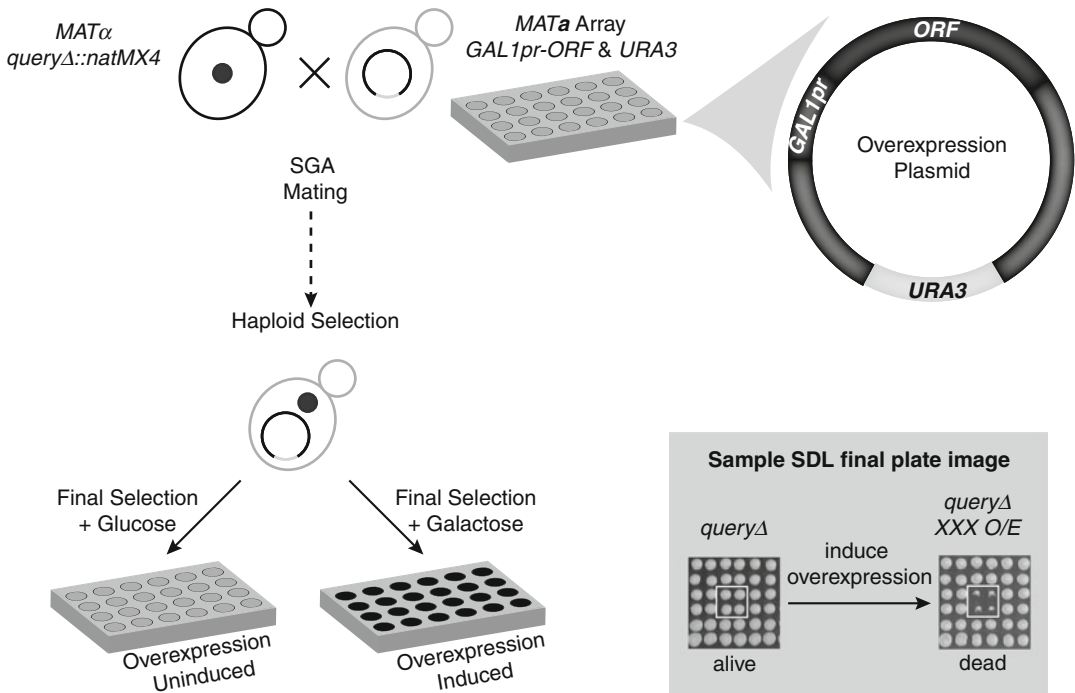 MATα
queryΔ::natMX4
MATa Array
GAL1pr-ORF & URA3
ORF
GAL1pr
Overexpression
Plasmid
URA3
SGA
Mating
Haploid Selection
Final Selection
+ Glucose
Final Selection
+ Galactose
Overexpression
Uninduced
Overexpression
Induced
Sample SDL final plate image
queryΔ
induce
overexpression
queryΔ
XXX O/E
alive
dead